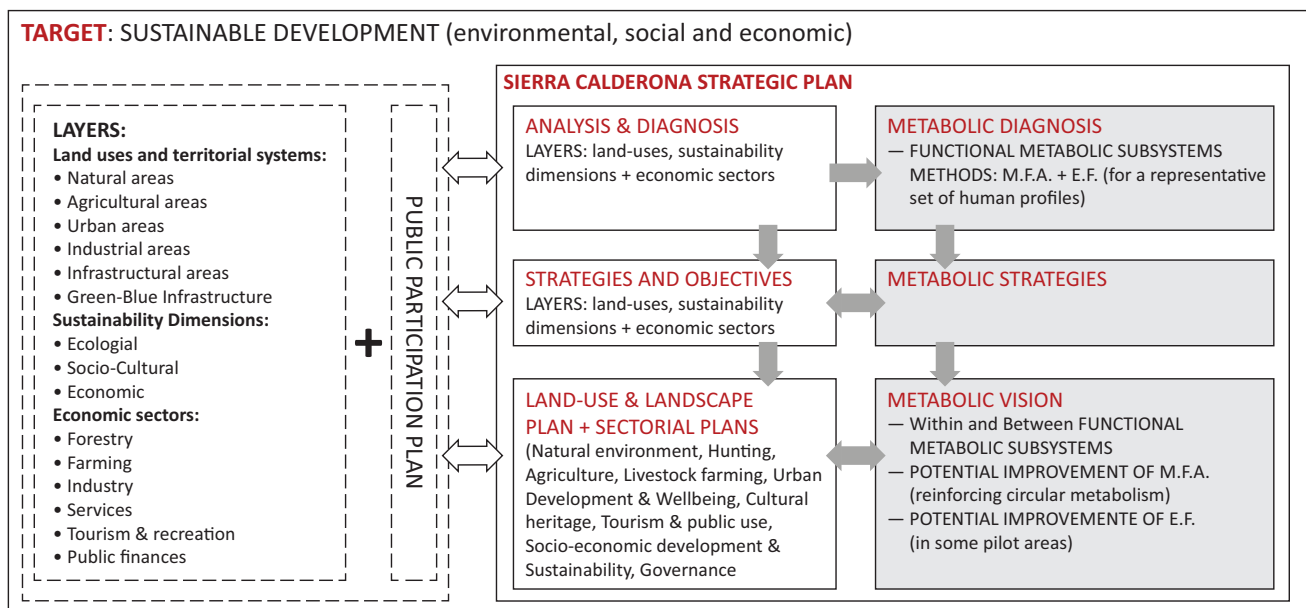 TARGET: SUSTAINABLE DEVELOPMENT (environmental, social and economic)
LAYERS:
Land uses and territorial systems:
• Natural areas
• Agricultural areas
• Urban areas
• Industrial areas
• Infrastructural areas
• Green-Blue Infrastructure
Sustainability Dimensions:
• Ecologial
• Socio-Cultural
• Economic
Economic sectors:
• Forestry
• Farming
• Industry
• Services
• Tourism & recreation
• Public finances
+
PUBLIC PARTICIPATION PLAN
SIERRA CALDERONA STRATEGIC PLAN
ANALYSIS & DIAGNOSIS
LAYERS: land-uses, sustainability
dimensions + economic sectors
METABOLIC DIAGNOSIS
— FUNCTIONAL METABOLIC SUBSYSTEMS
METHODS: M.F.A. + E.F. (for a representative
set of human profiles)
STRATEGIES AND OBJECTIVES
LAYERS: land-uses, sustainability
dimensions + economic sectors
METABOLIC STRATEGIES
LAND-USE & LANDSCAPE
PLAN + SECTORIAL PLANS
(Natural environment, Hunting,
Agriculture, Livestock farming, Urban
Development & Wellbeing, Cultural
heritage, Tourism & public use,
Socio-economic development &
Sustainability, Governance
METABOLIC VISION
— Within and Between FUNCTIONAL
METABOLIC SUBSYSTEMS
— POTENTIAL IMPROVEMENT OF M.F.A.
(reinforcing circular metabolism)
— POTENTIAL IMPROVEMENTE OF E.F.
(in some pilot areas)